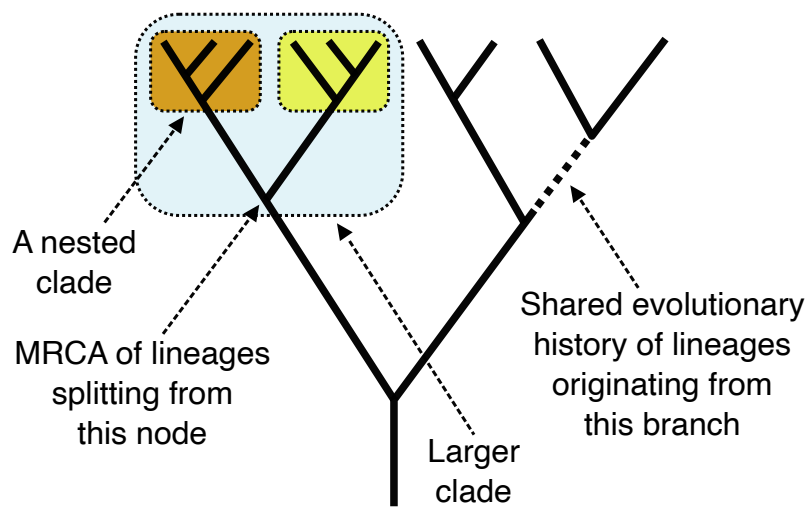 A nested
clade
MRCA of lineages
splitting from
this node
Larger
clade
Shared evolutionary
history of lineages
originating from
this branch